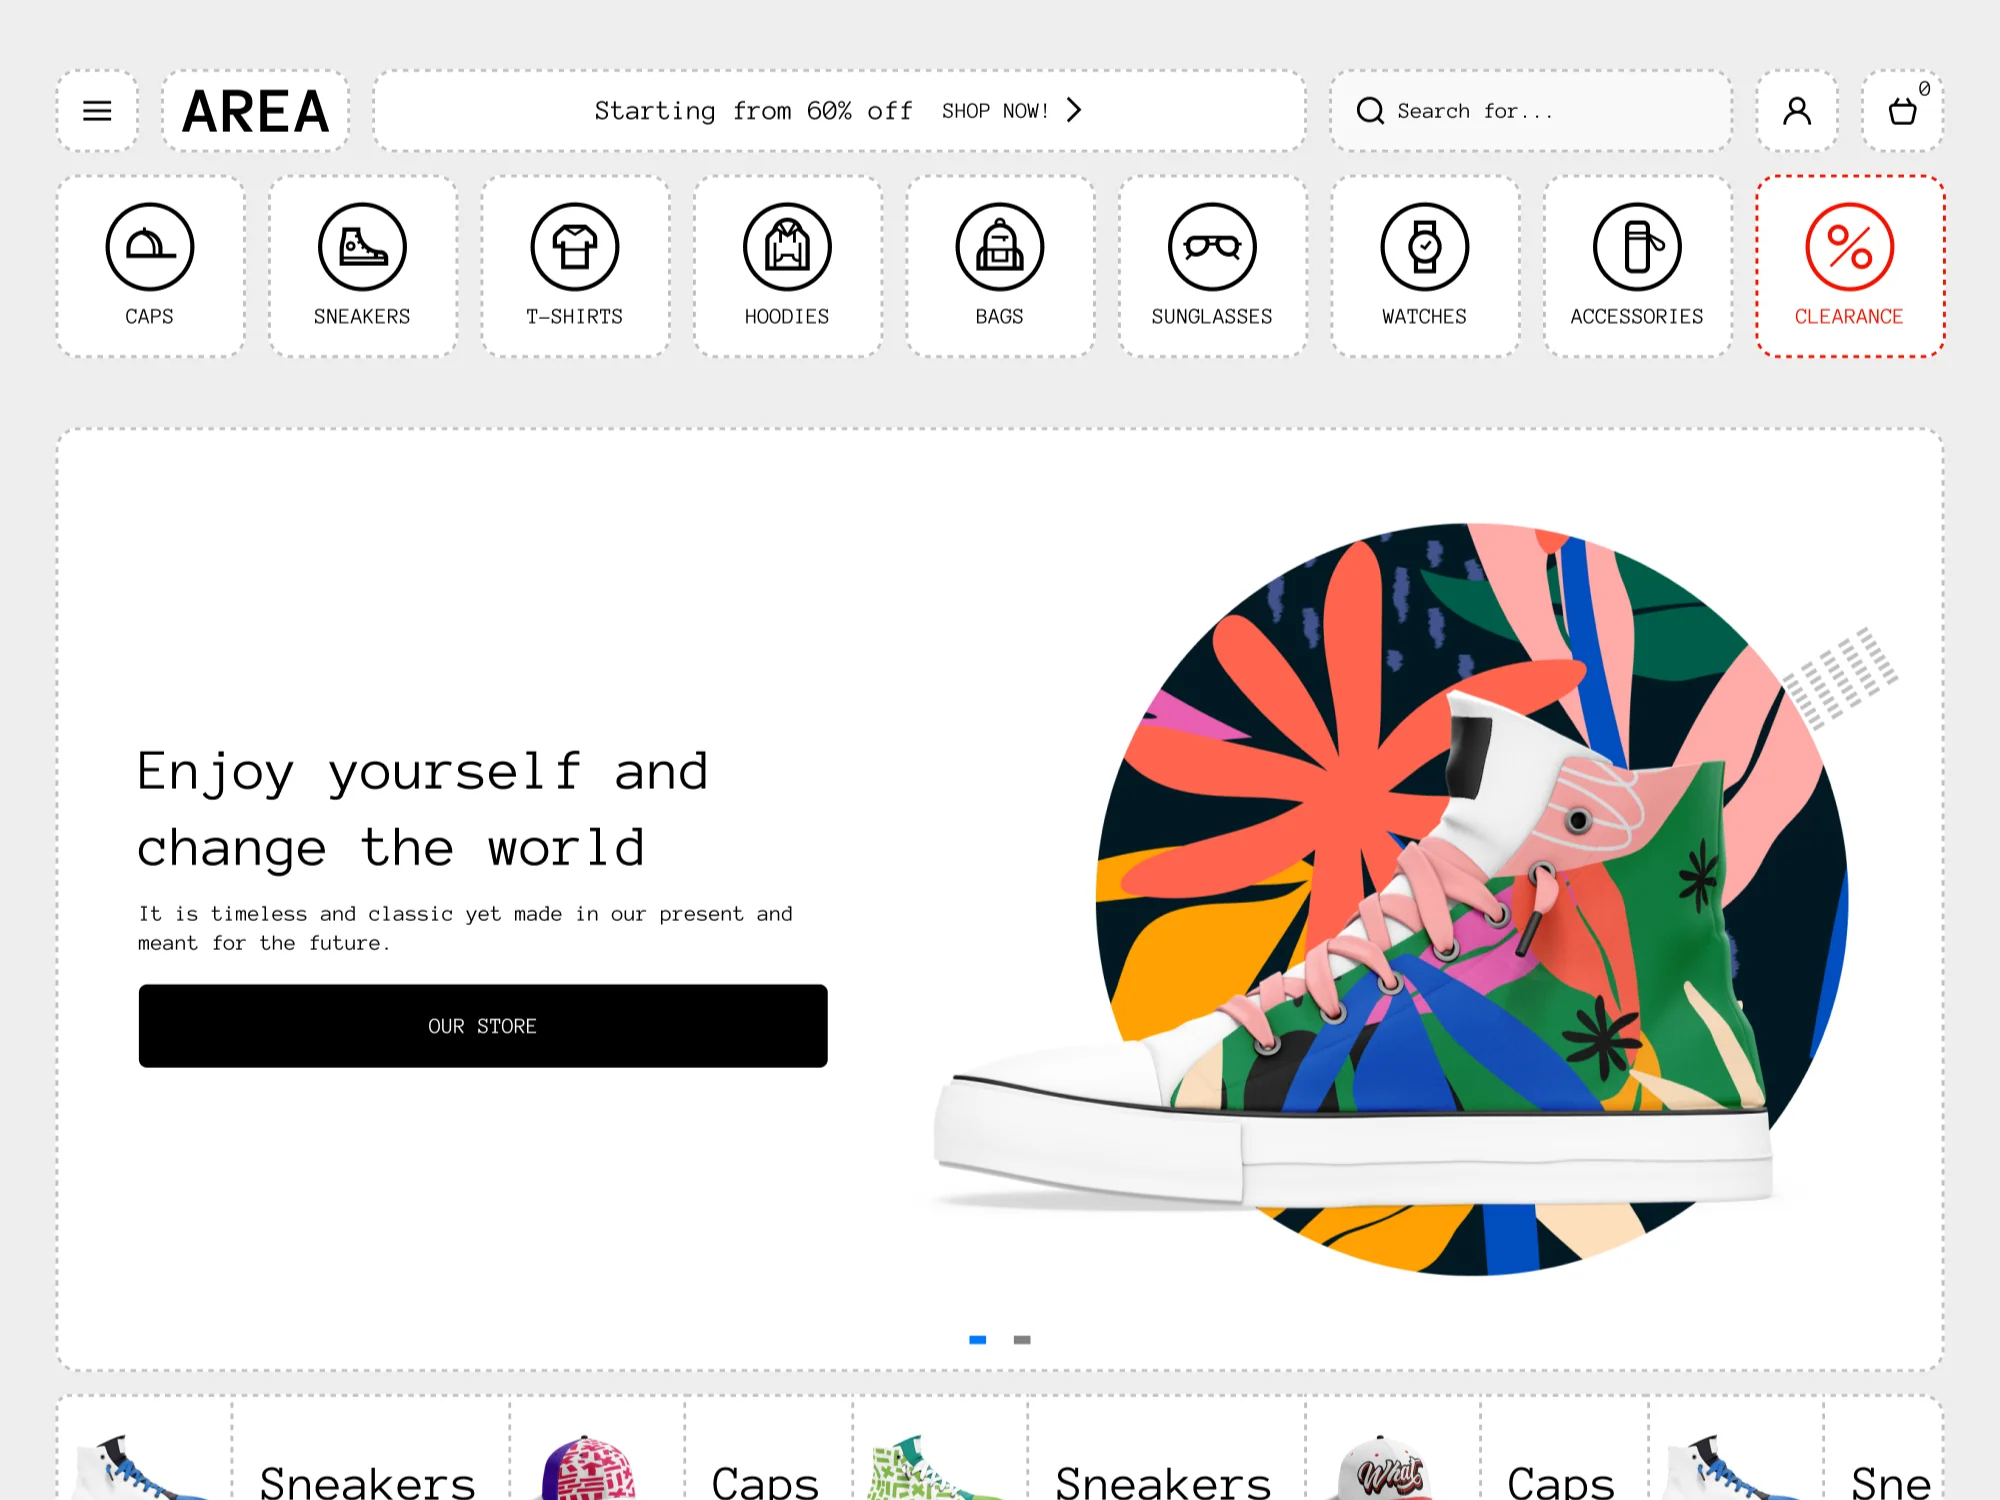 AREA
Starting from 60% off SHOP NOW!
Search for...
0
CAPS
SNEAKERS
T-SHIRTS
HOODIES
BAGS
SUNGLASSES
WATCHES
ACCESSORIES
CLEARANCE
Enjoy yourself and
change the world
It is timeless and classic yet made in our present and
meant for the future.
OUR STORE
Sneakers
Caps
Sneakers
What
Caps
Sne